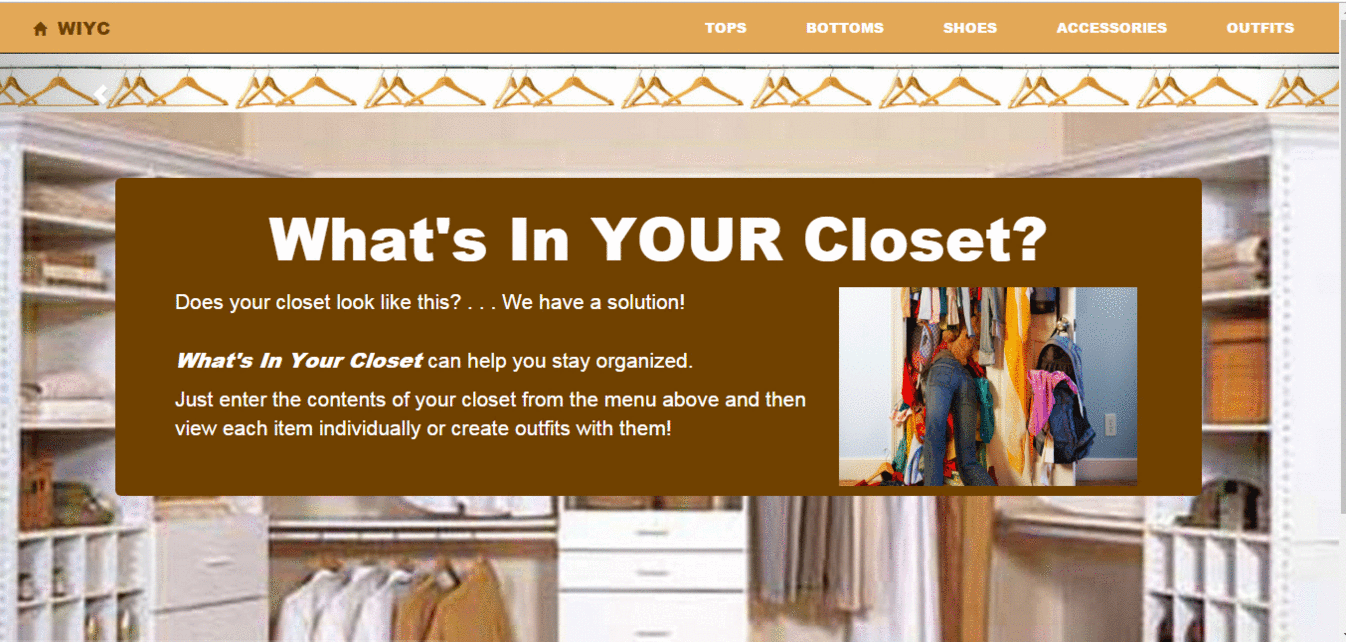 WIYC
TOPS
BOTTOMS
SHOES
ACCESSORIES
OUTFITS
What's In YOUR Closet?
Does your closet look like this? . . . We have a solution!
What's In Your Closet can help you stay organized.
Just enter the contents of your closet from the menu above and then
view each item individually or create outfits with them!